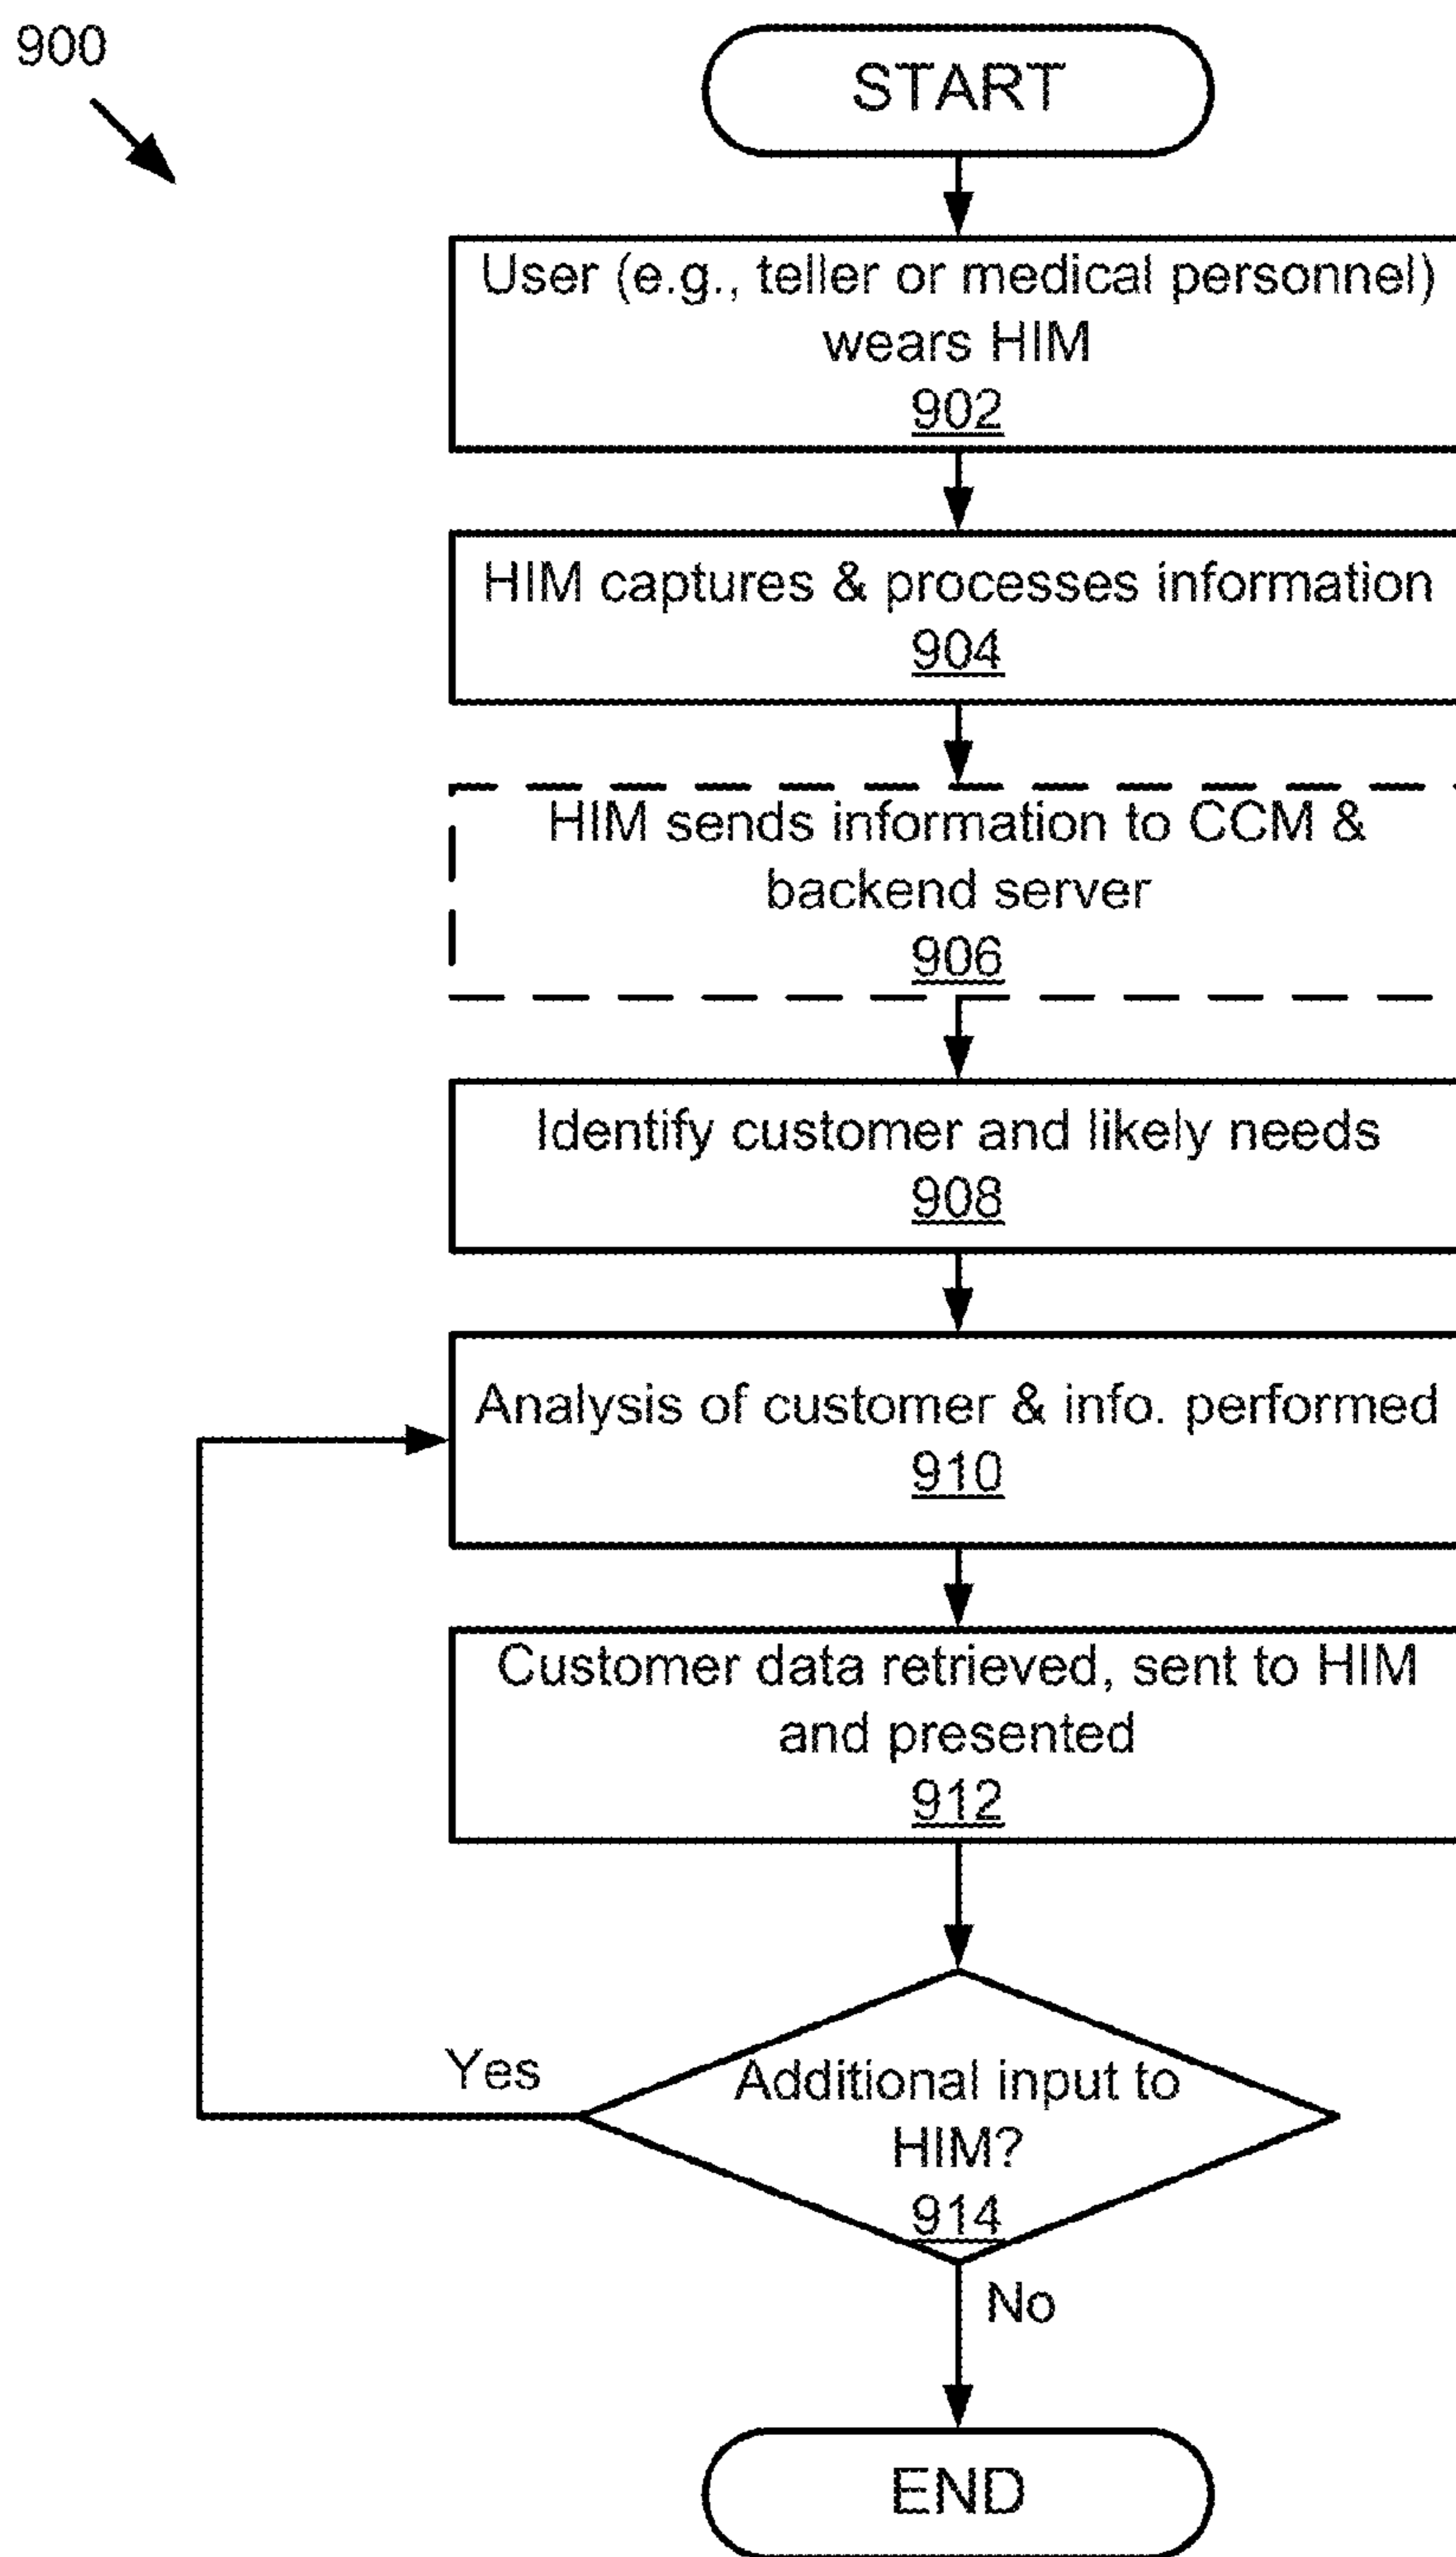 900
START
User (e.g., teller or medical personnel)
wears HIM
902
HIM captures & processes information
904
HIM sends information to CCM &
backend server
906
Identify customer and likely needs
908
Analysis of customer & info. performed
910
Customer data retrieved, sent to HIM
and presented
912
Yes
Additional input to
HIM?
914
No
END